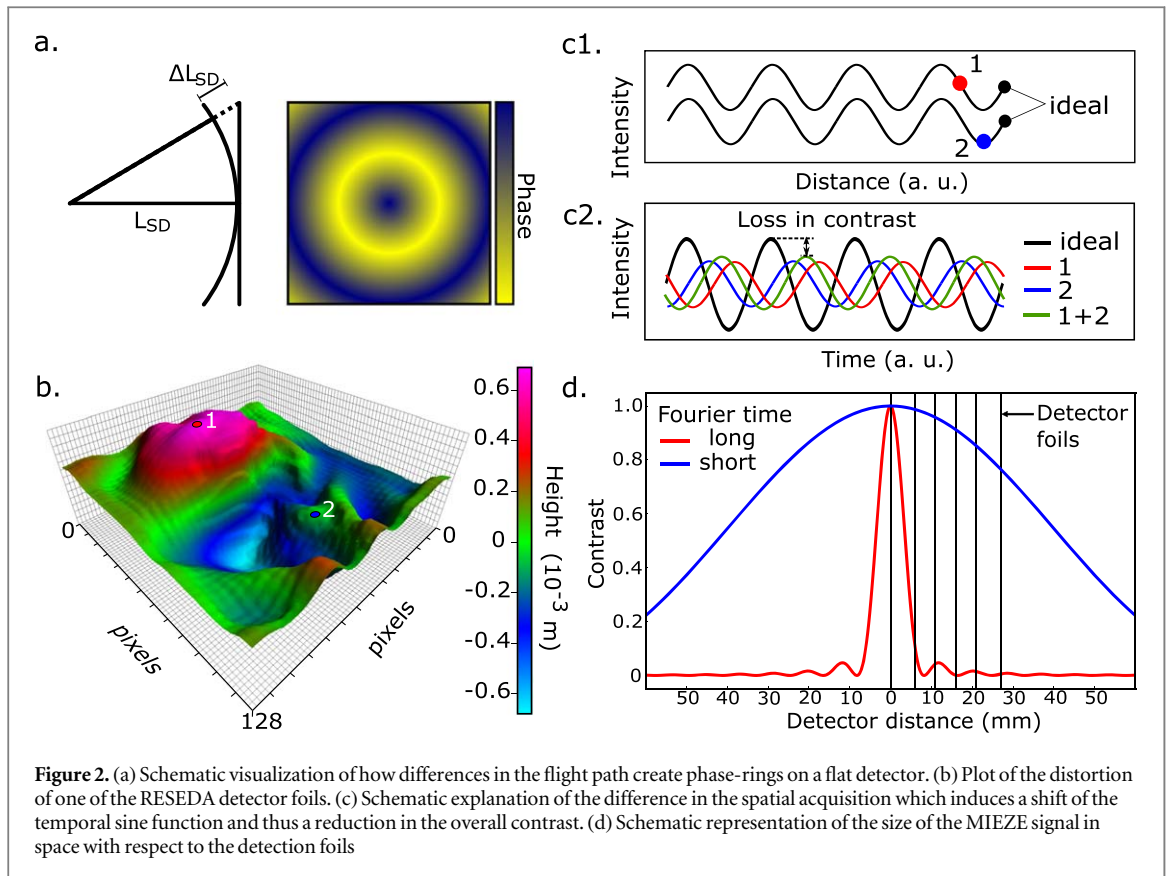 a.
ΔL_SD
L_SD
Phase
c1.
Intensity
1
2
ideal
Distance (a. u.)
c2.
Intensity
Loss in contrast
ideal
1
2
1+2
Time (a. u.)
b.
1
2
0
0
pixels
pixels
128
0.6
0.4
0.2
0
-0.2
-0.4
-0.6
Height (10^-3 m)
d.
Fourier time
long
short
Detector
foils
Contrast
1.0
0.8
0.6
0.4
0.2
0
50 40 30 20 10 0 10 20 30 40 50
Detector distance (mm)
Figure 2. (a) Schematic visualization of how differences in the flight path create phase-rings on a flat detector. (b) Plot of the distortion
of one of the RESEDA detector foils. (c) Schematic explanation of the difference in the spatial acquisition which induces a shift of the
temporal sine function and thus a reduction in the overall contrast. (d) Schematic representation of the size of the MIEZE signal in
space with respect to the detection foils